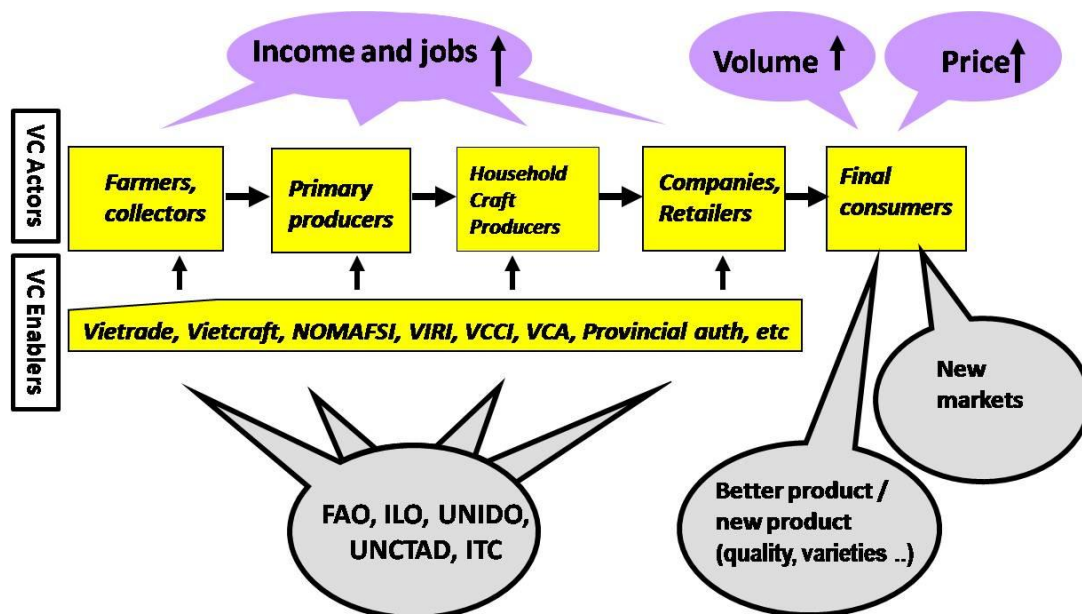 Income and jobs
Volume
Price
VC Actors
Farmers,
collectors
Primary
producers
Household
Craft
Producers
Companies,
Retailers
Final
consumers
VC Enablers
Vietrade, Vietcraft, NOMAFSI, VIRI, VCCI, VCA, Provincial auth, etc
New
markets
FAO, ILO, UNIDO,
UNCTAD, ITC
Better product /
new product
(quality, varieties ..)